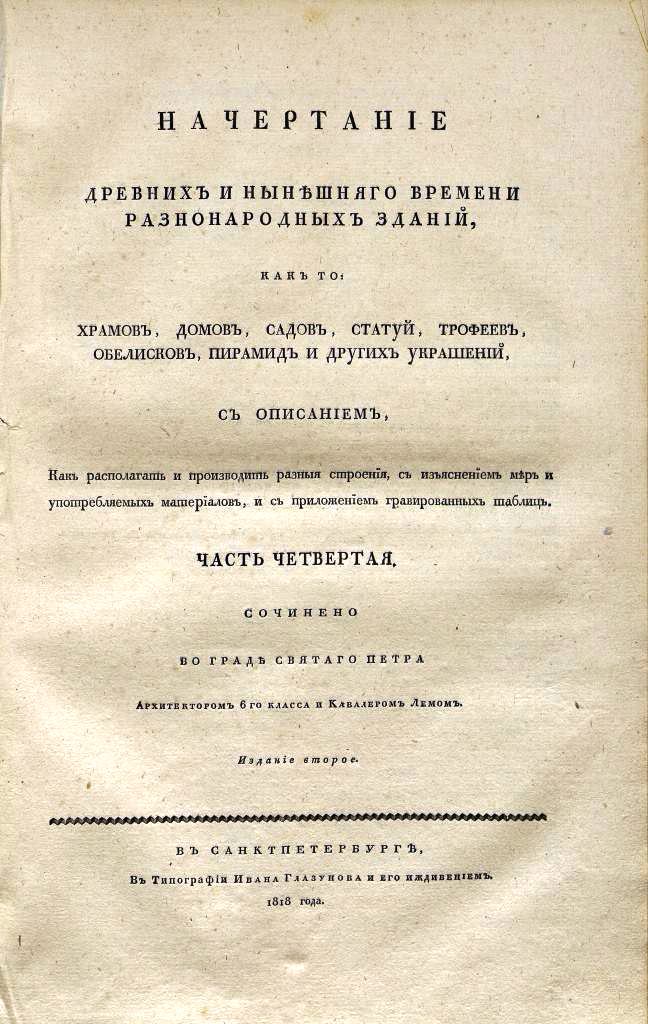 НАЧЕРТАНІЕ
ДРЕВНИХЪ И НЫНѢШНЯГО ВРЕМЕНИ
РАЗНОНАРОДНЫХЪ ЗДАНІЙ,
КАКЪ ТО:
ХРАМОВЪ, ДОМОВЪ, САДОВЪ, СТАТУЙ, ТРОФЕЕВЪ,
ОБЕЛИСКОВЪ, ПИРАМИДЪ И ДРУГИХЪ УКРАШЕНІЙ,
СЪ ОПИСАНІЕМЪ,
Какъ располагать и производить разныя строенія, съ изъясненіемъ мѣръ и
употребляемыхъ матеріаловъ, и съ приложеніемъ гравированныхъ таблицъ.
ЧАСТЬ ЧЕТВЕРТАЯ.
СОЧИНЕНО
ВО ГРАДѢ СВЯТАГО ПЕТРА
Архитекторомъ 6го класса и Кавалеромъ Лемомъ.
Изданіе второе.
ВЪ САНКТПЕТЕРБУРГѢ,
Въ Типографіи Ивана Глазунова и его иждивеніемъ.
1818 года.